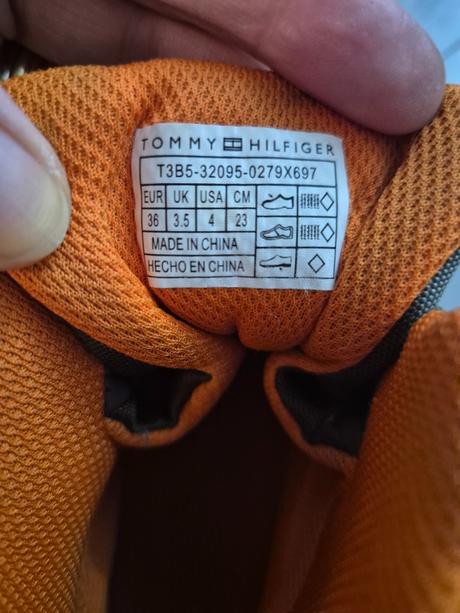 TOMMY HILFIGER
T3B5-32095-0279X697
EUR UK USA CM
36 3.5 4 23
MADE IN CHINA
HECHO EN CHINA